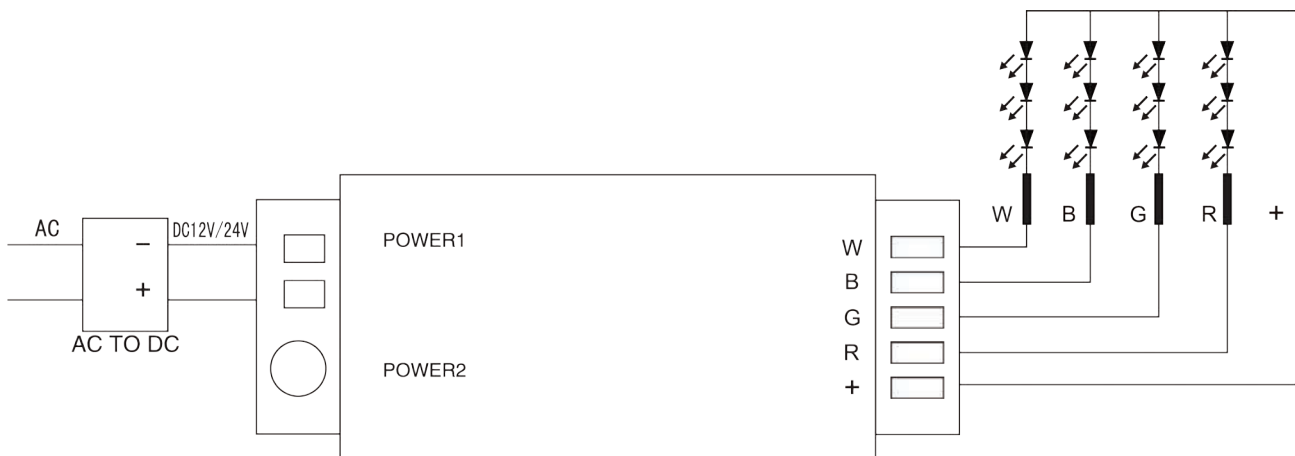 AC
DC12V/24V
−
+
AC TO DC
POWER1
POWER2
W
B
G
R
+
W B G R +